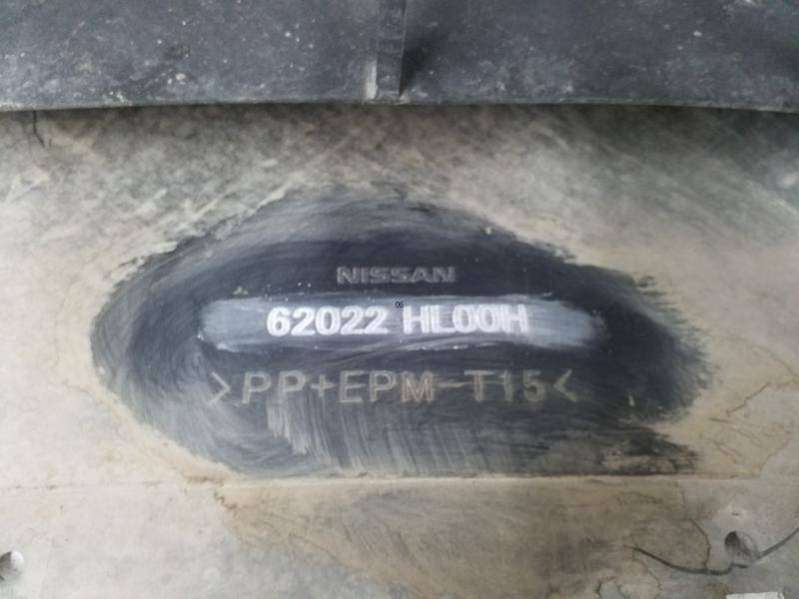 NISSAN
62022 HL00H
>PP+EPM-T15<